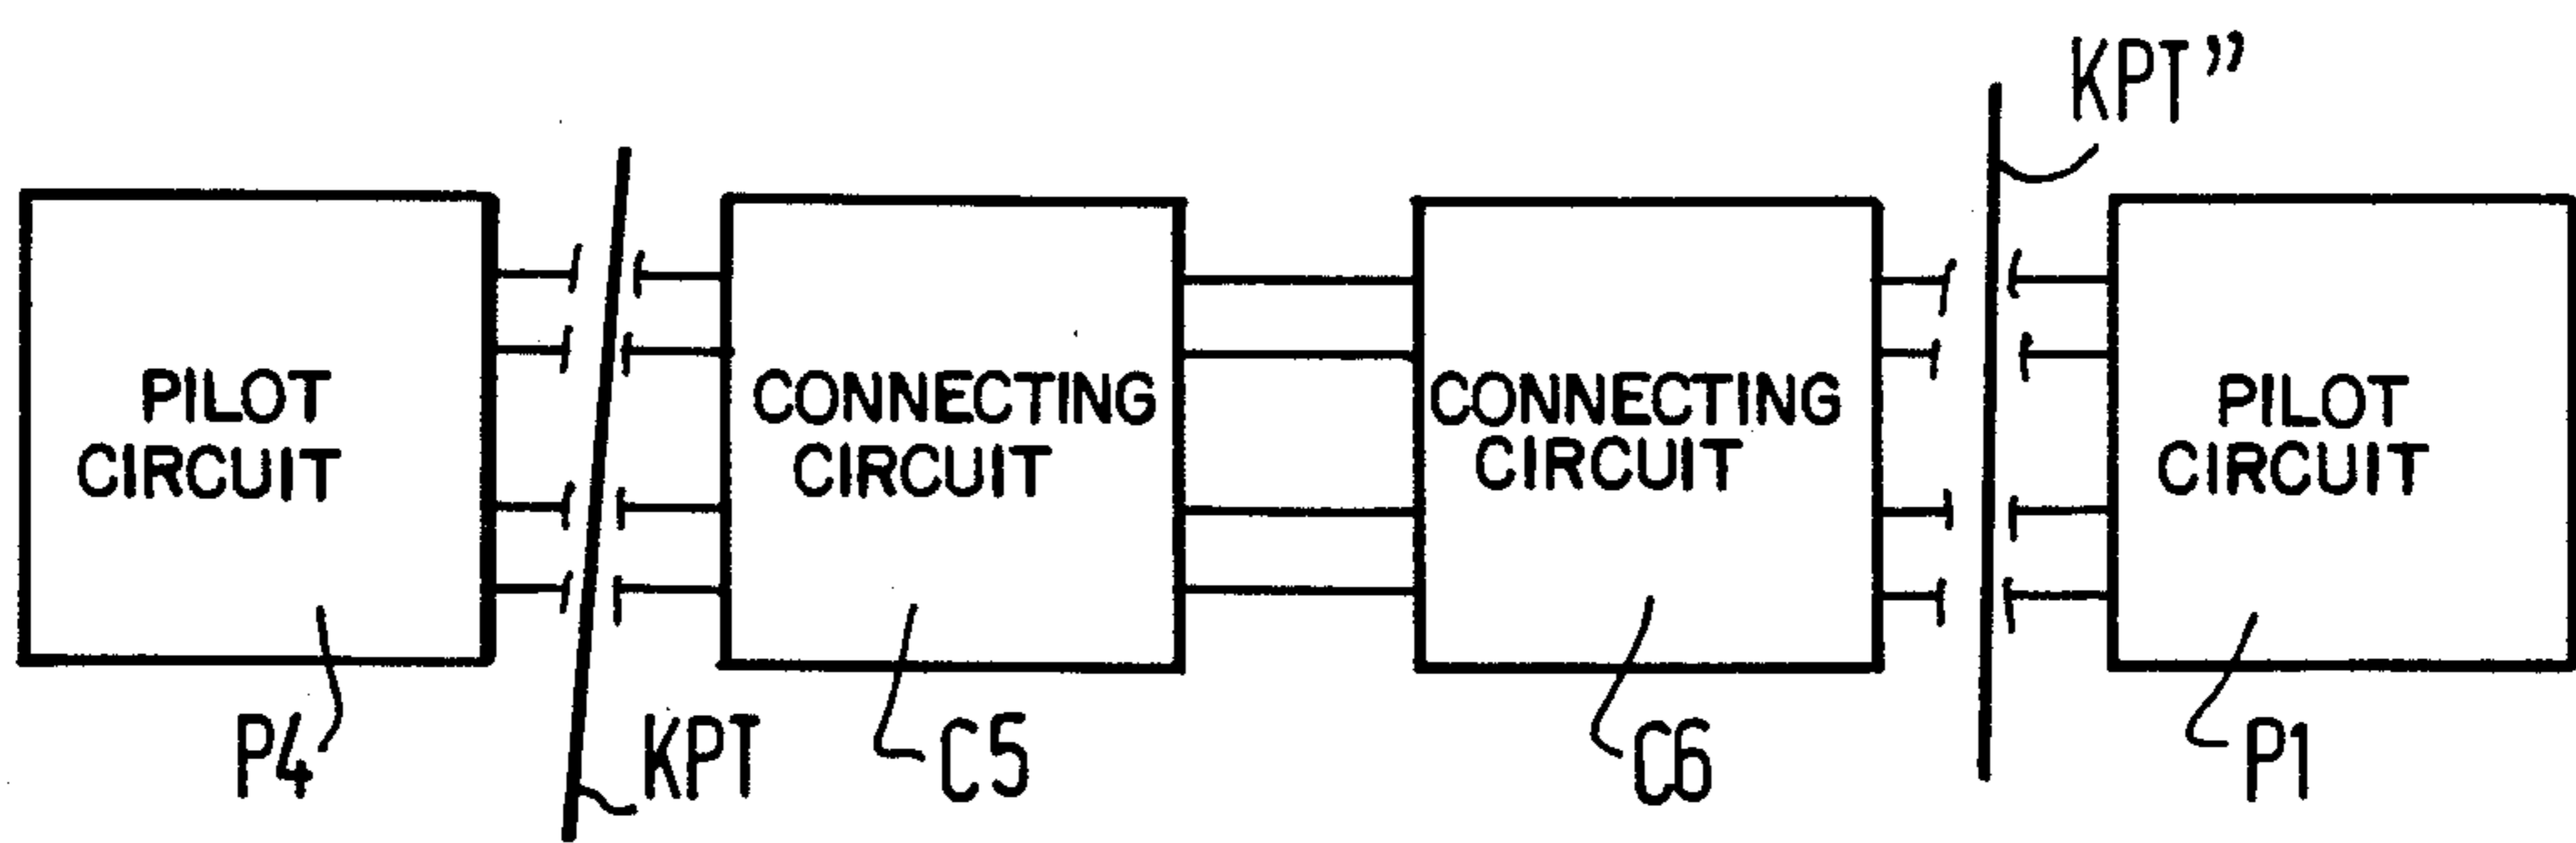 KPT”
PILOT
CIRCUIT
CONNECTING
CIRCUIT
CONNECTING
CIRCUIT
PILOT
CIRCUIT
P4
KPT
C5
C6
P1